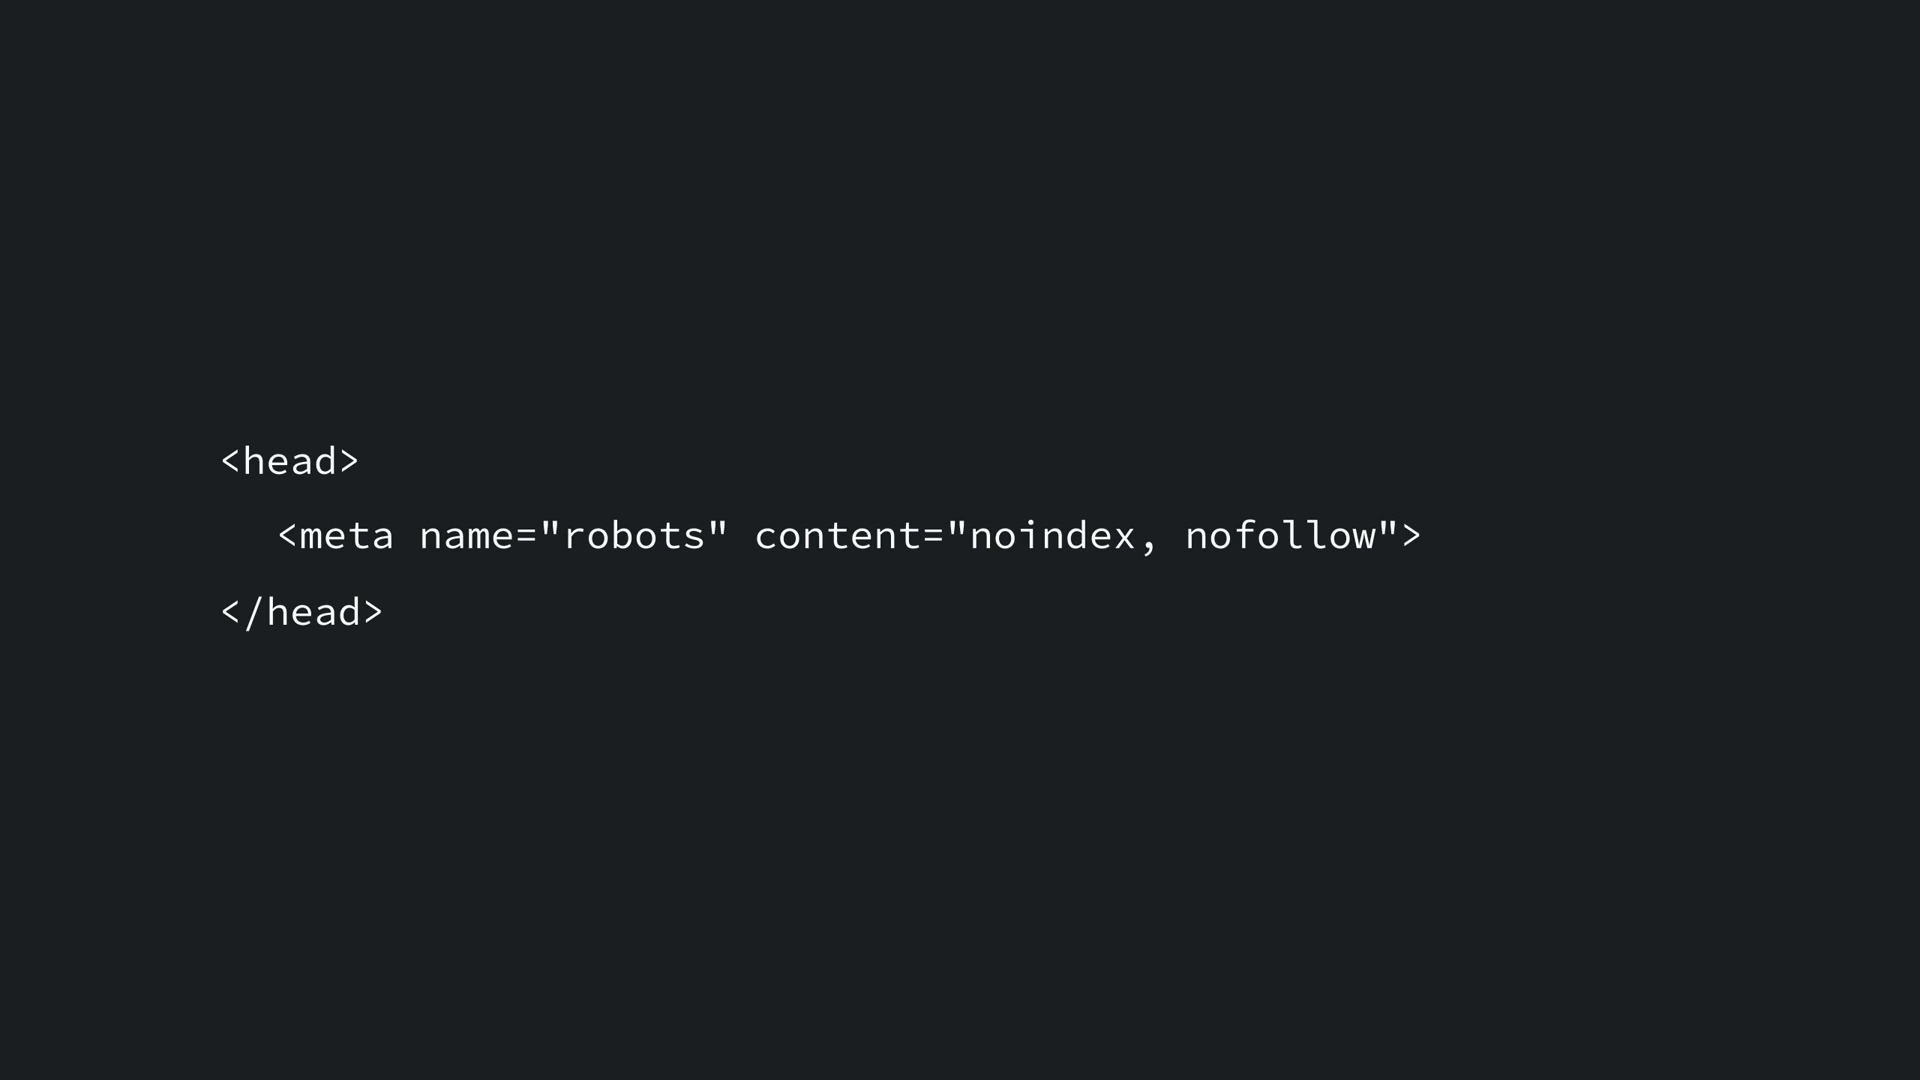 <head>
<meta name="robots" content="noindex, nofollow">
</head>